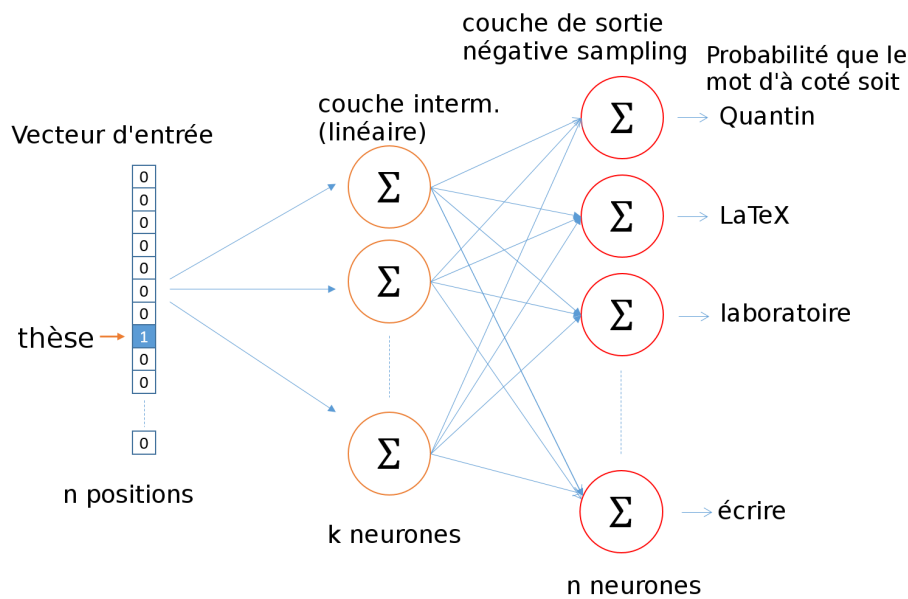 couche de sortie
négative sampling
Probabilité que le
mot d'à coté soit
couche interm.
(linéaire)
Vecteur d'entrée
Σ
Quantin
0
0
0
0
0
0
0
thèse
1
0
0
0
Σ
Σ
LaTeX
Σ
Σ
laboratoire
Σ
n positions
Σ
écrire
k neurones
n neurones